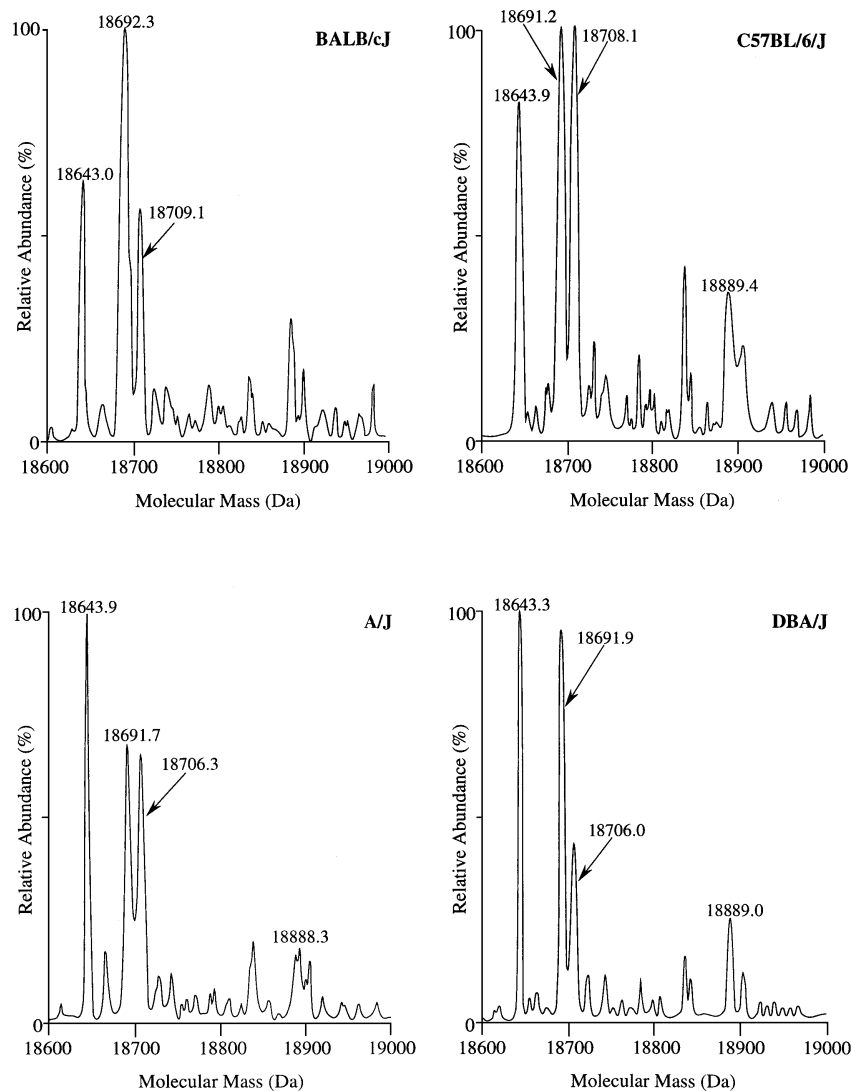 BALB/cJ
100
18692.3
18643.0
18709.1
Relative Abundance (%)
0
18600 18700 18800 18900 19000
Molecular Mass (Da)
C57BL/6/J
100
18691.2
18708.1
18643.9
18889.4
Relative Abundance (%)
0
18600 18700 18800 18900 19000
Molecular Mass (Da)
A/J
100
18643.9
18691.7
18706.3
18888.3
Relative Abundance (%)
0
18600 18700 18800 18900 19000
Molecular Mass (Da)
DBA/J
100
18643.3
18691.9
18706.0
18889.0
Relative Abundance (%)
0
18600 18700 18800 18900 19000
Molecular Mass (Da)